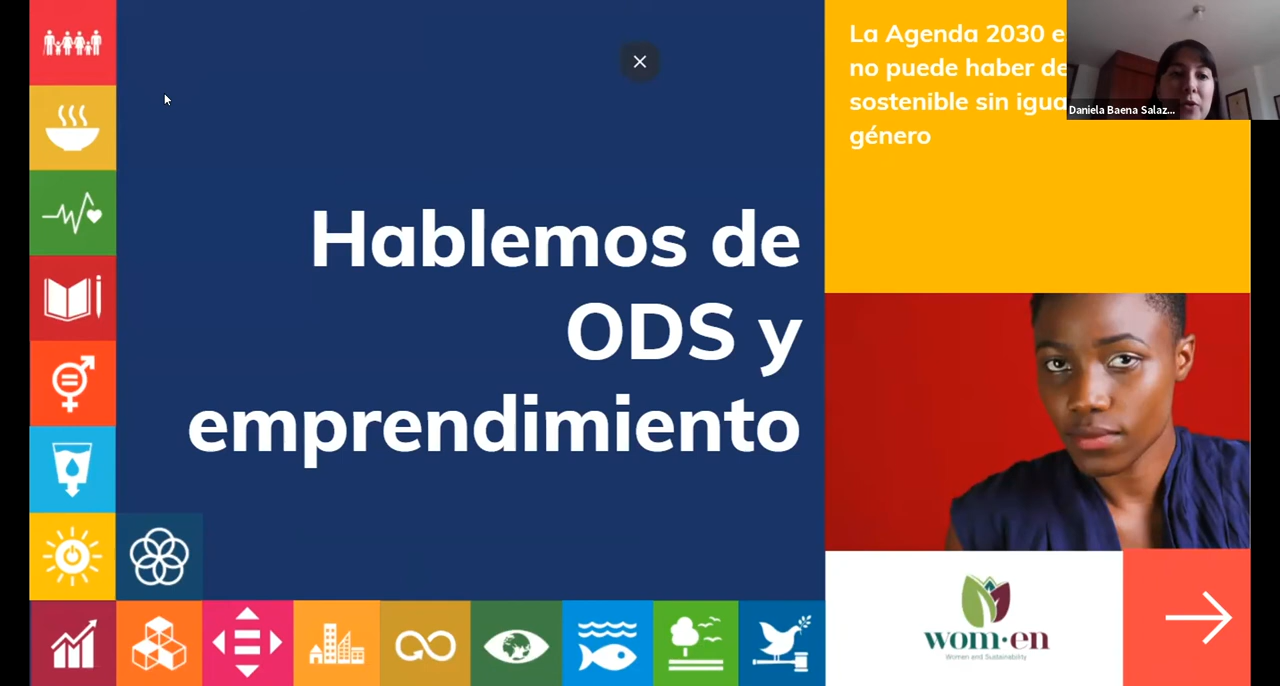 Hablemos de
ODS y
emprendimiento
La Agenda 2030 e
no puede haber de
sostenible sin igua
género
Daniela Baena Salaz...
wom·en
Women and Sustainability